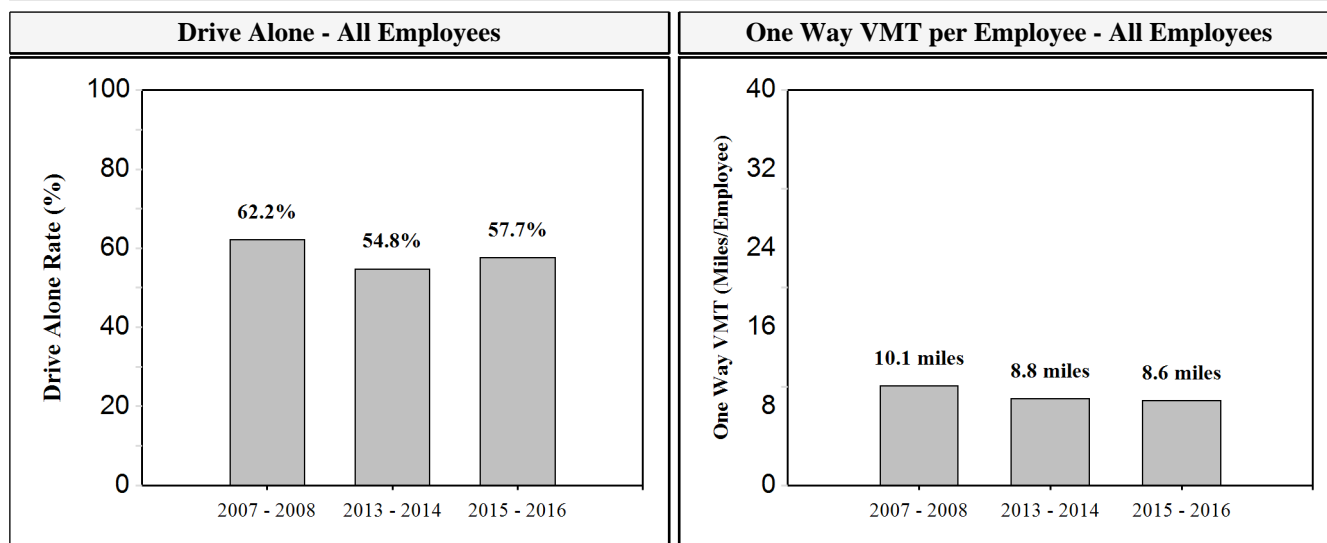 Drive Alone - All Employees
One Way VMT per Employee - All Employees
Drive Alone Rate (%)
100
80
60
40
20
0
62.2%
54.8%
57.7%
2007 - 2008
2013 - 2014
2015 - 2016
One Way VMT (Miles/Employee)
40
32
24
16
8
0
10.1 miles
8.8 miles
8.6 miles
2007 - 2008
2013 - 2014
2015 - 2016